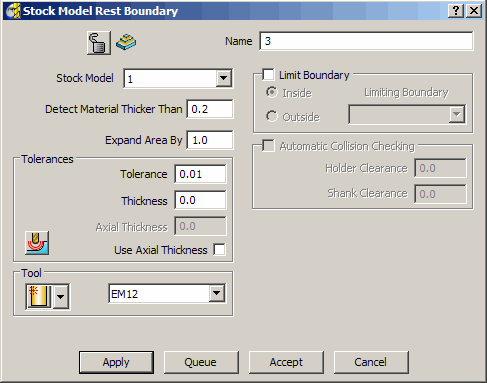 Stock Model Rest Boundary
Name 3
Stock Model 1
Detect Material Thicker Than 0.2
Expand Area By 1.0
Tolerances
Tolerance 0.01
Thickness 0.0
Axial Thickness 0.0
Use Axial Thickness
Tool
EM12
Limit Boundary
Inside Limiting Boundary
Outside
Automatic Collision Checking
Holder Clearance 0.0
Shank Clearance 0.0
Apply Queue Accept Cancel